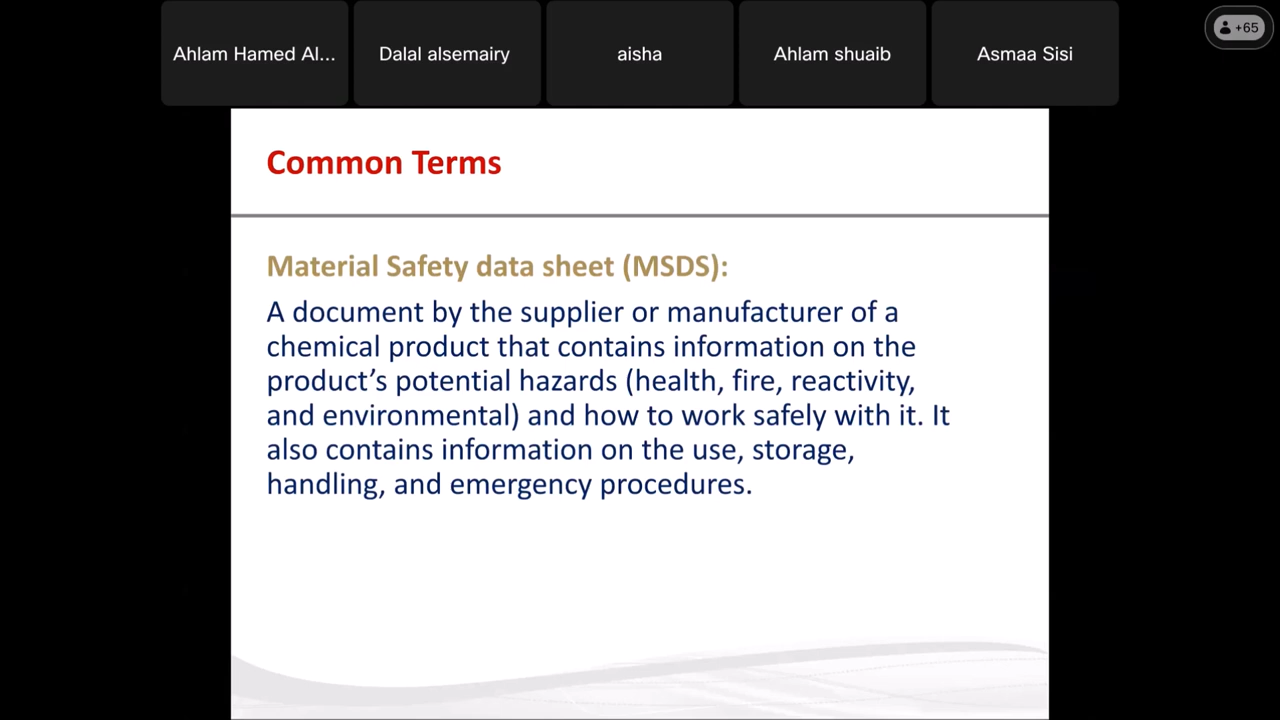 Ahlam Hamed Al...
Dalal alsemairy
aisha
Ahlam shuaib
Asmaa Sisi
+65
Common Terms
Material Safety data sheet (MSDS):
A document by the supplier or manufacturer of a
chemical product that contains information on the
product’s potential hazards (health, fire, reactivity,
and environmental) and how to work safely with it. It
also contains information on the use, storage,
handling, and emergency procedures.